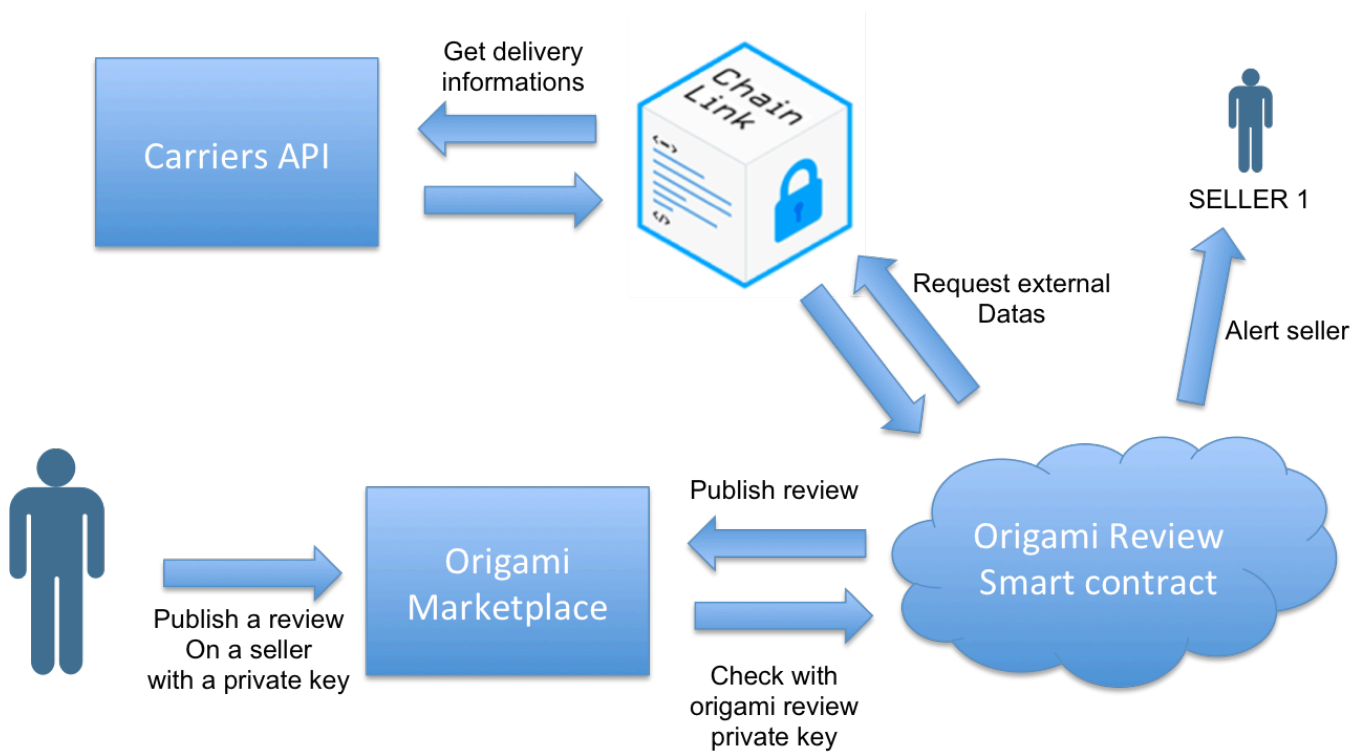 Get delivery
informations
Carriers API
Chain
Link
<->
</>
SELLER 1
Request external
Datas
Alert seller
Publish review
Origami
Marketplace
Origami Review
Smart contract
Publish a review
On a seller
with a private key
Check with
origami review
private key